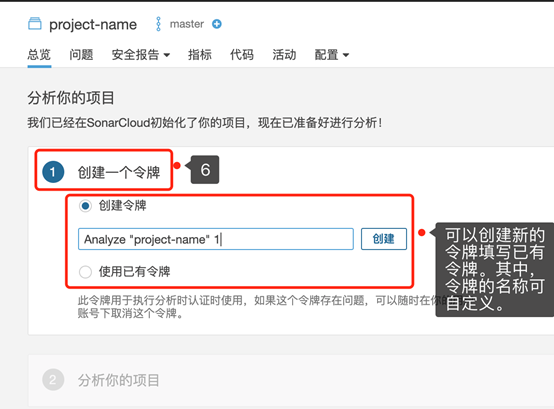 project-name master
总览 问题 安全报告 指标 代码 活动 配置
分析你的项目
我们已经在SonarCloud初始化了你的项目，现在已准备好进行分析！
1 创建一个令牌
6
创建令牌
Analyze "project-name" 1
创建
使用已有令牌
此令牌用于执行分析时认证时使用，如果这个令牌存在问题，可以随时在你的
账号下取消这个令牌。
可以创建新的
令牌填写已有
令牌。其中，
令牌的名称可
自定义。
2 分析你的项目